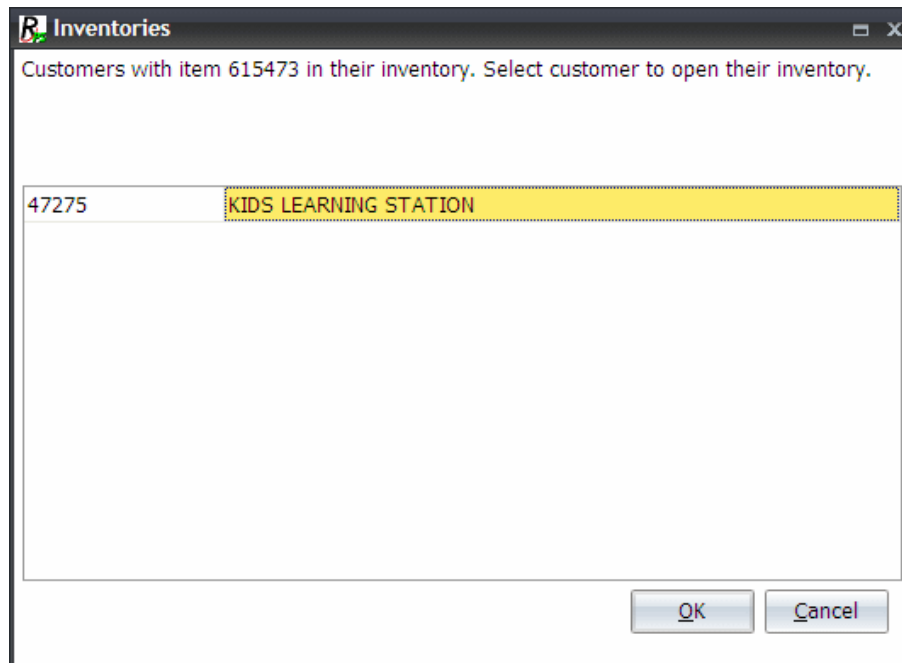 R Inventories
Customers with item 615473 in their inventory. Select customer to open their inventory.
47275 KIDS LEARNING STATION
OK Cancel